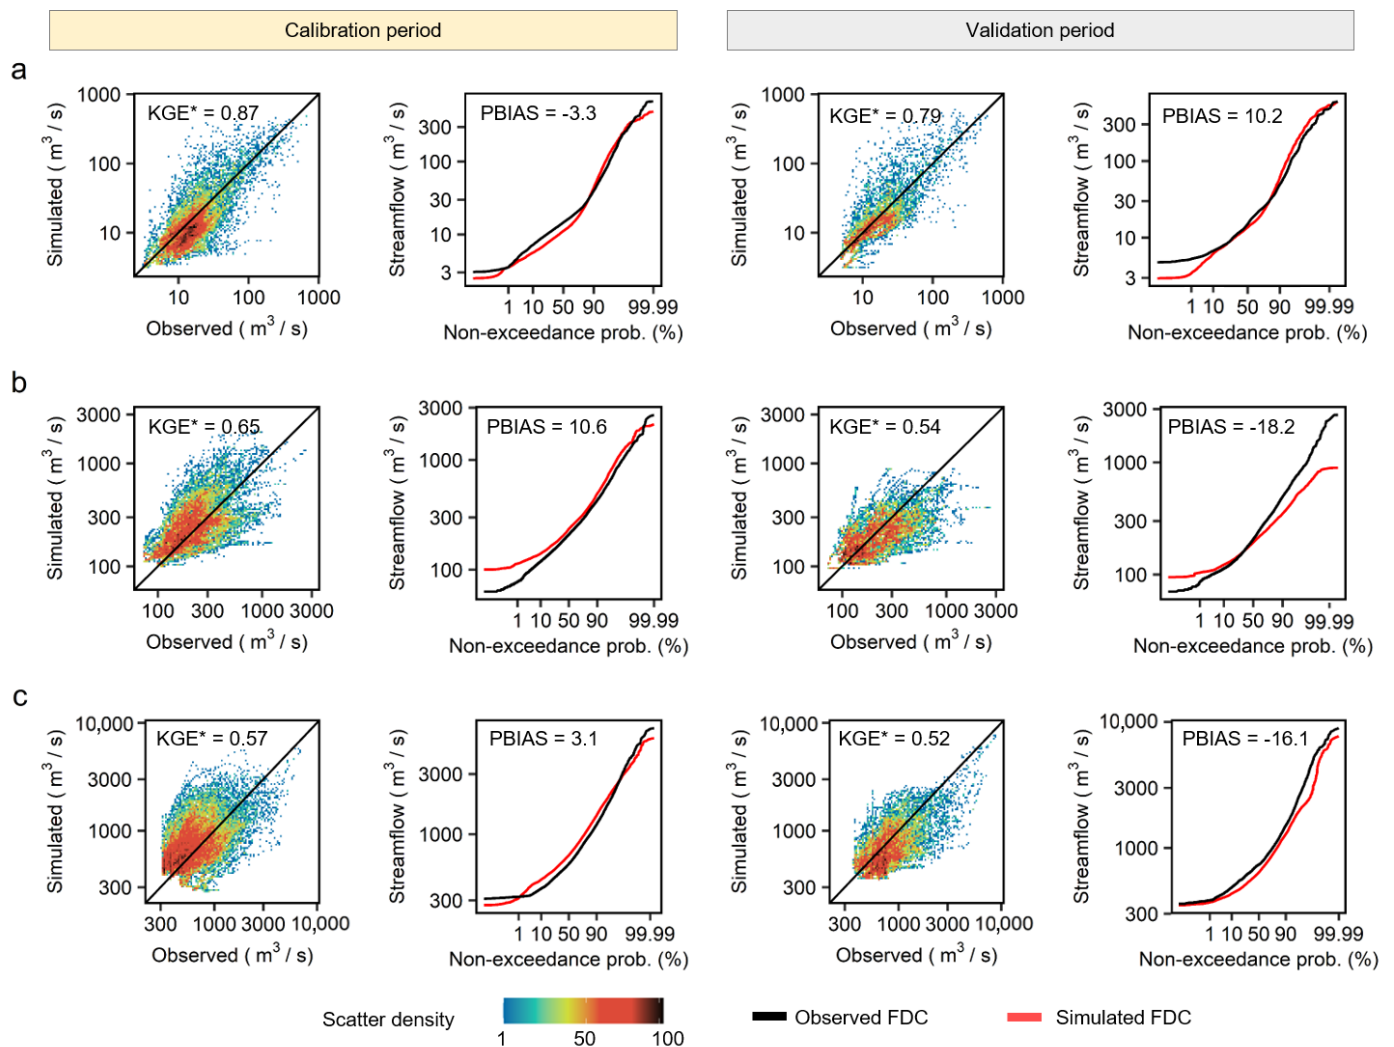 Calibration period
Validation period
a
KGE* = 0.87
Simulated ( m³ / s)
1000
100
10
10 100 1000
Observed ( m³ / s)
PBIAS = -3.3
Streamflow ( m³ / s)
300
100
30
10
3
1 10 50 90 99.99
Non-exceedance prob. (%)
KGE* = 0.79
Simulated ( m³ / s)
1000
100
10
10 100 1000
Observed ( m³ / s)
PBIAS = 10.2
Streamflow ( m³ / s)
300
100
30
10
3
1 10 50 90 99.99
Non-exceedance prob. (%)
b
KGE* = 0.65
Simulated ( m³ / s)
3000
1000
300
100
100 300 1000 3000
Observed ( m³ / s)
PBIAS = 10.6
Streamflow ( m³ / s)
3000
1000
300
100
1 10 50 90 99.99
Non-exceedance prob. (%)
KGE* = 0.54
Simulated ( m³ / s)
3000
1000
300
100
100 300 1000 3000
Observed ( m³ / s)
PBIAS = -18.2
Streamflow ( m³ / s)
3000
1000
300
100
1 10 50 90 99.99
Non-exceedance prob. (%)
c
KGE* = 0.57
Simulated ( m³ / s)
10,000
3000
1000
300
300 1000 3000 10,000
Observed ( m³ / s)
PBIAS = 3.1
Streamflow ( m³ / s)
3000
1000
300
1 10 50 90 99.99
Non-exceedance prob. (%)
KGE* = 0.52
Simulated ( m³ / s)
10,000
3000
1000
300
300 1000 3000 10,000
Observed ( m³ / s)
PBIAS = -16.1
Streamflow ( m³ / s)
10,000
3000
1000
300
1 10 50 90 99.99
Non-exceedance prob. (%)
Scatter density
1 50 100
Observed FDC
Simulated FDC